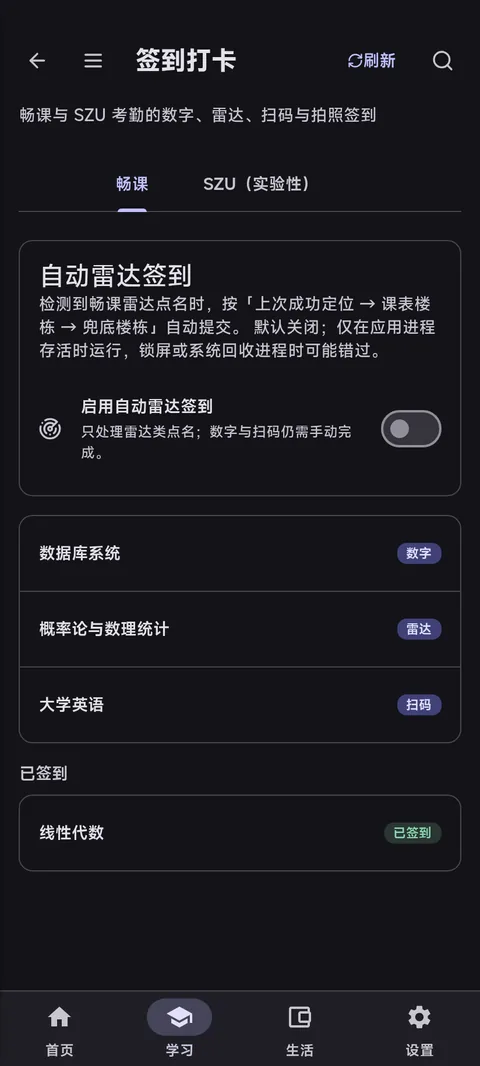 签到打卡
刷新
畅课与 SZU 考勤的数字、雷达、扫码与拍照签到
畅课
SZU（实验性）
自动雷达签到
检测到畅课雷达点名时，按「上次成功定位 → 课表楼
栋 → 兜底楼栋」自动提交。 默认关闭；仅在应用进程
存活时运行，锁屏或系统回收进程时可能错过。
启用自动雷达签到
只处理雷达类点名；数字与扫码仍需手动完
成。
数据库系统
数字
概率论与数理统计
雷达
大学英语
扫码
已签到
线性代数
已签到
首页
学习
生活
设置